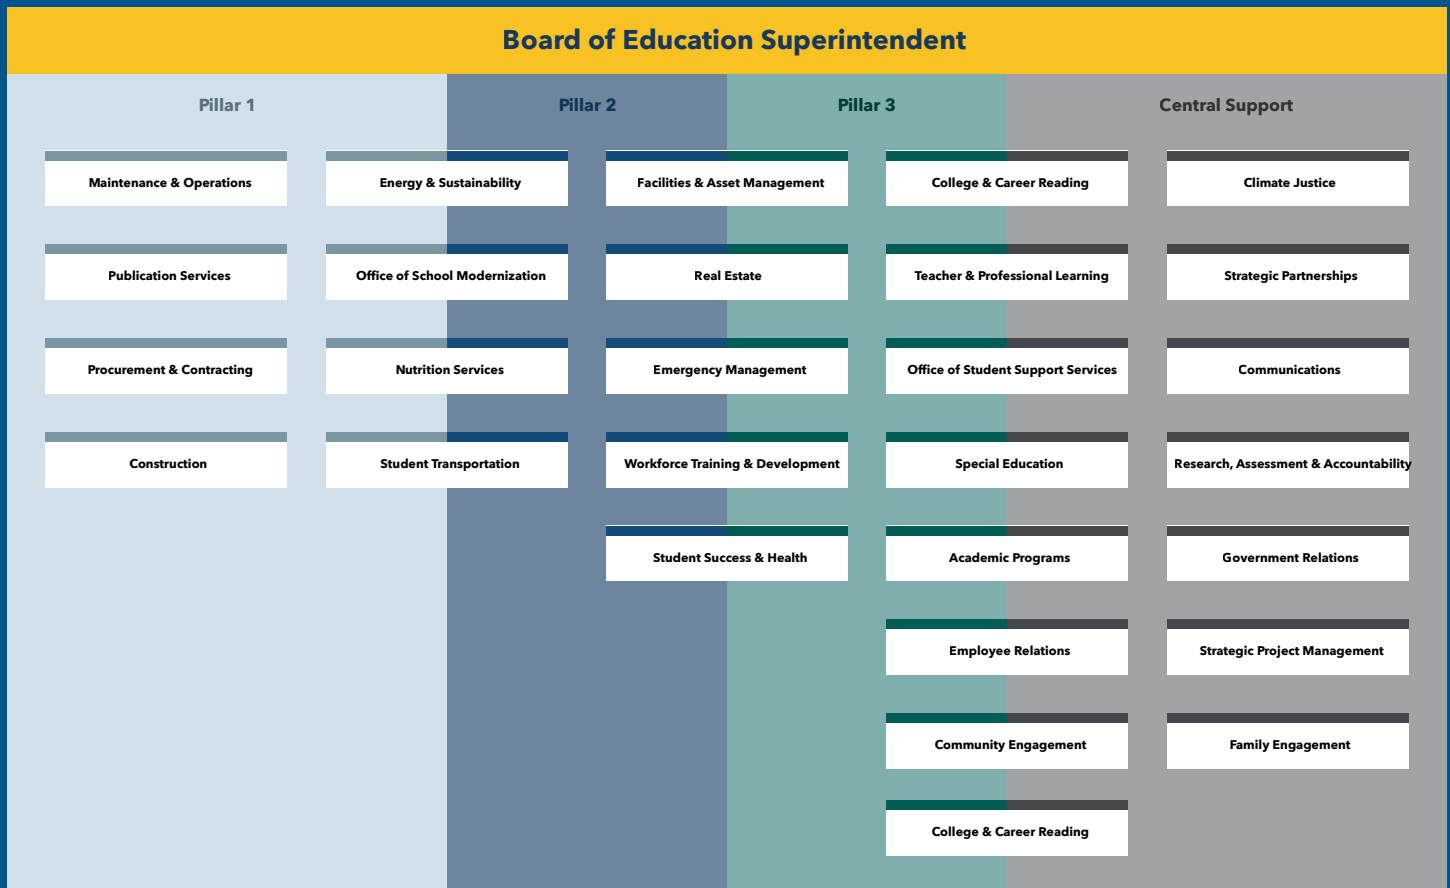 Board of Education Superintendent
Pillar 1
Pillar 2
Pillar 3
Central Support
Maintenance & Operations
Energy & Sustainability
Facilities & Asset Management
College & Career Reading
Climate Justice
Publication Services
Office of School Modernization
Real Estate
Teacher & Professional Learning
Strategic Partnerships
Procurement & Contracting
Nutrition Services
Emergency Management
Office of Student Support Services
Communications
Construction
Student Transportation
Workforce Training & Development
Special Education
Research, Assessment & Accountability
Student Success & Health
Academic Programs
Government Relations
Employee Relations
Strategic Project Management
Community Engagement
Family Engagement
College & Career Reading